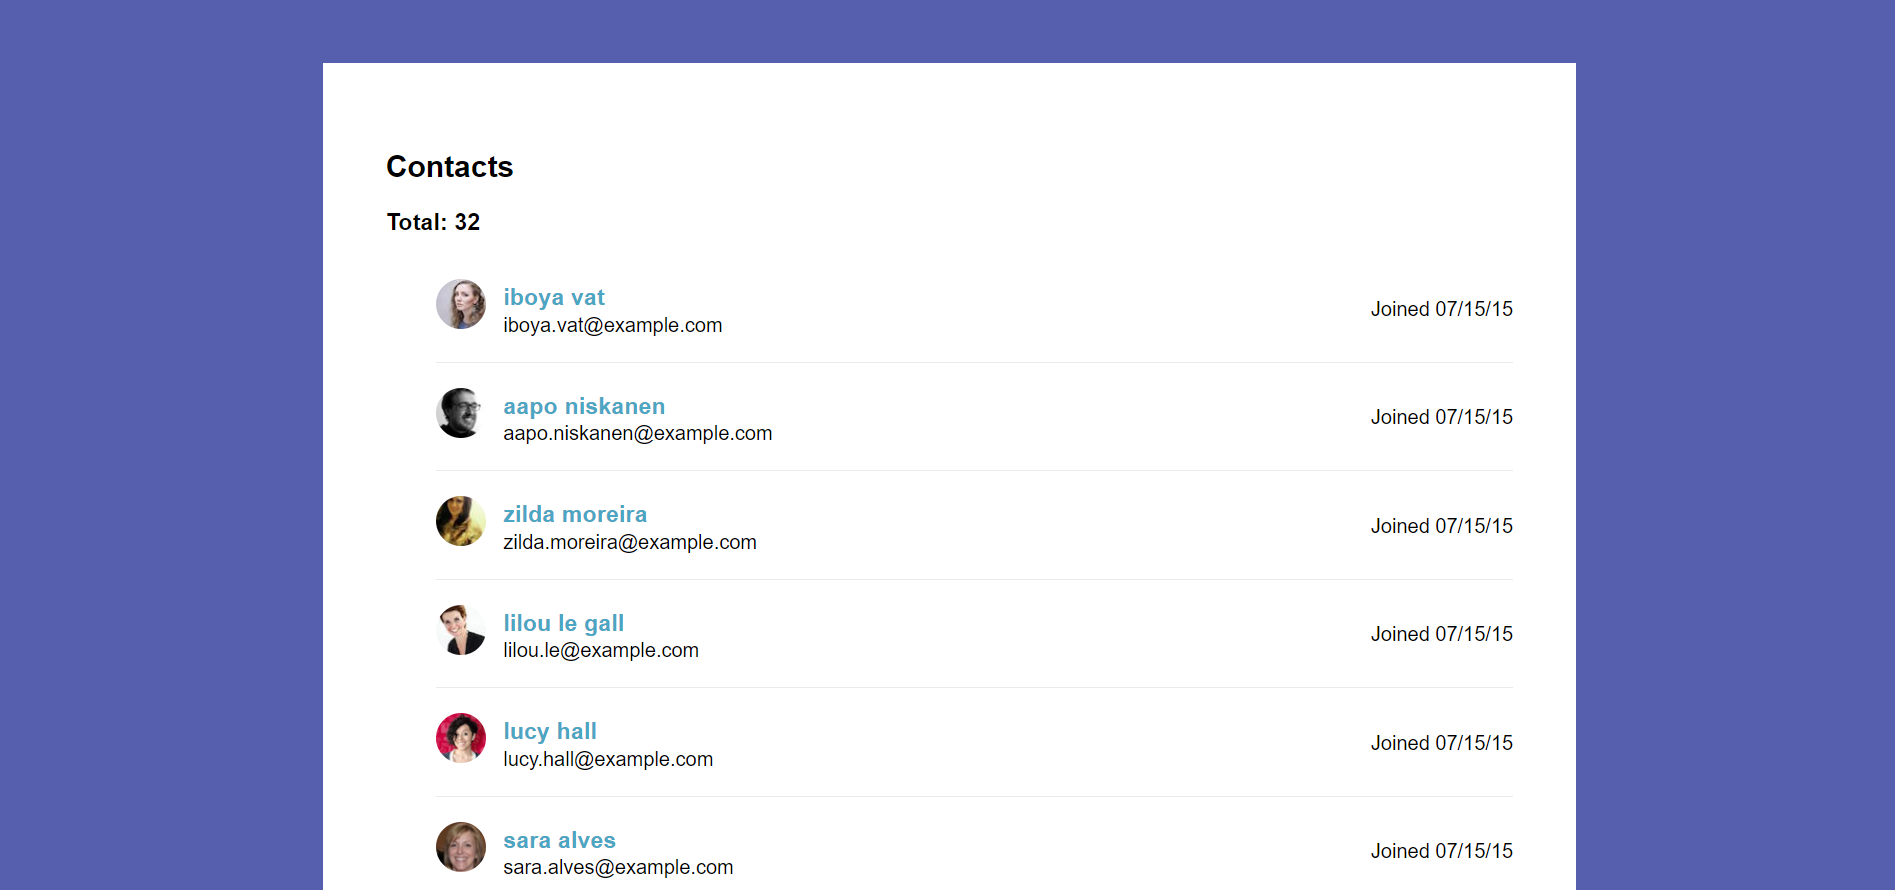 Contacts
Total: 32
iboya vat
iboya.vat@example.com
Joined 07/15/15
aapo niskanen
aapo.niskanen@example.com
Joined 07/15/15
zilda moreira
zilda.moreira@example.com
Joined 07/15/15
lilou le gall
lilou.le@example.com
Joined 07/15/15
lucy hall
lucy.hall@example.com
Joined 07/15/15
sara alves
sara.alves@example.com
Joined 07/15/15